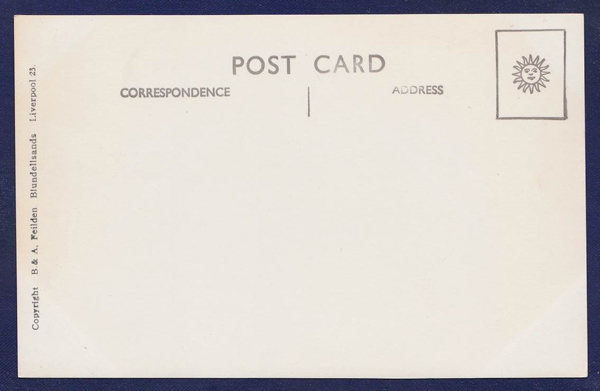 POST CARD
CORRESPONDENCE
ADDRESS
Copyright B. & A. Feilden Blundellsands Liverpool 23.